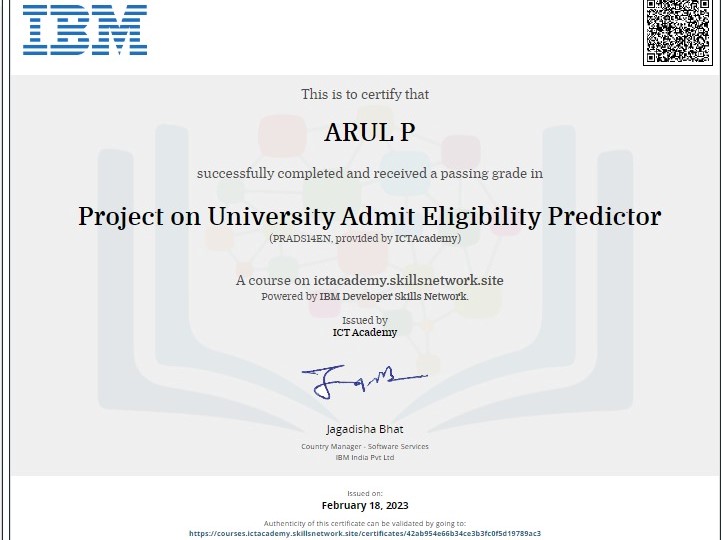 IBM
This is to certify that
ARUL P
successfully completed and received a passing grade in
Project on University Admit Eligibility Predictor
(PRADS14EN, provided by ICTAcademy)
A course on ictacademy.skillsnetwork.site
Powered by IBM Developer Skills Network.
Issued by
ICT Academy
Jagadisha Bhat
Country Manager - Software Services
IBM India Pvt Ltd
Issued on:
February 18, 2023
Authenticity of this certificate can be validated by going to:
https://courses.ictacademy.skillsnetwork.site/certificates/42ab954e66b34ce3b3fc0f5d19789ac3